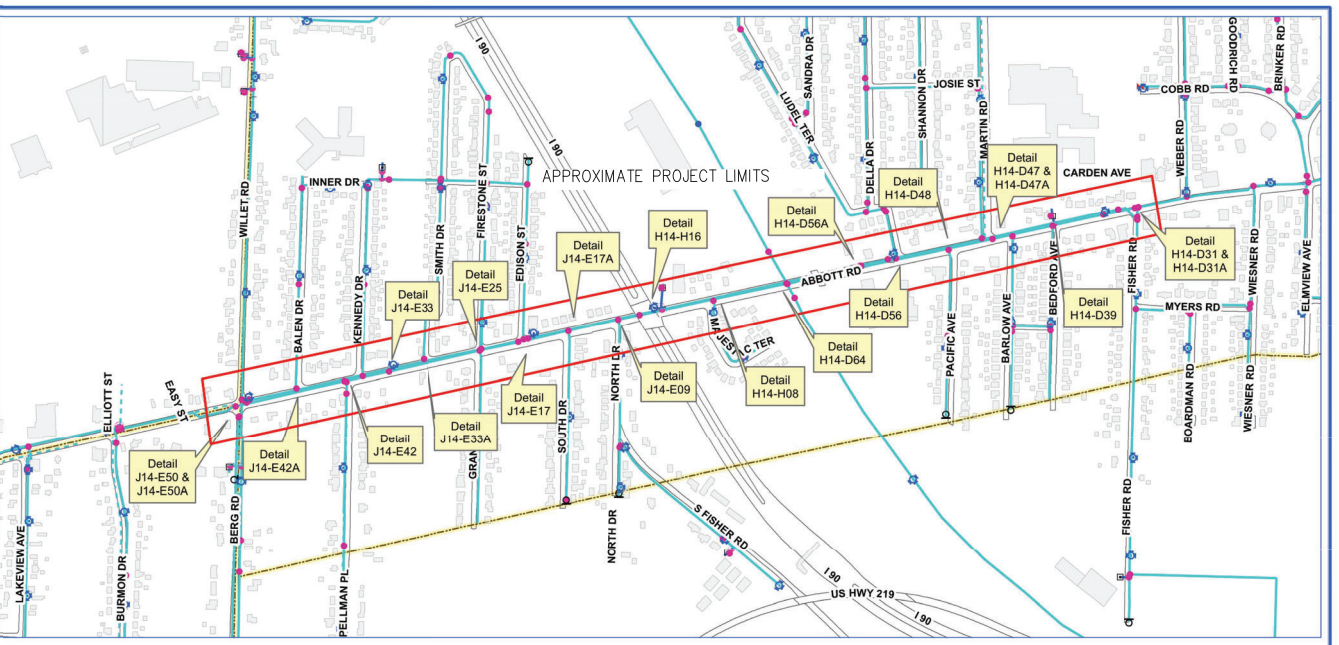 I 90
I 90
WILLET RD
SMITH DR
FIRESTONE ST
EDISON ST
INNER DR
BALEN DR
KENNEDY DR
APPROXIMATE PROJECT LIMITS
LUDEL TER
SANDRA DR
DELLA DR
SHANNON DR
JOSIE ST
MARTIN RD
COBB RD
WEBER RD
GOODRICH RD
BRINKER RD
CARDEN AVE
Detail
H14-D47 &
H14-D47A
Detail
H14-D48
Detail
H14-D56A
Detail
H14-H16
Detail
J14-E17A
Detail
J14-E25
Detail
J14-E33
ABBOTT RD
Detail
H14-D31 &
H14-D31A
Detail
H14-D39
Detail
H14-D56
Detail
H14-D64
Detail
H14-H08
Detail
J14-E09
Detail
J14-E17
Detail
J14-E33A
Detail
J14-E42
Detail
J14-E42A
Detail
J14-E50 &
J14-E50A
EASY ST
ELLIOTT ST
LAKEVIEW AVE
BURMON DR
BERG RD
PELLMAN PL
GRAN
SOUTH DR
NORTH DR
NORTH DR
MAJEST
C TER
PACIFIC AVE
BARLOW AVE
BEDFORD AVE
FISHER RD
MYERS RD
WIESNER RD
ELMVIEW AVE
BOARDMAN RD
WIESNER RD
FISHER RD
S FISHER RD
I 90
US HWY 219
I 90